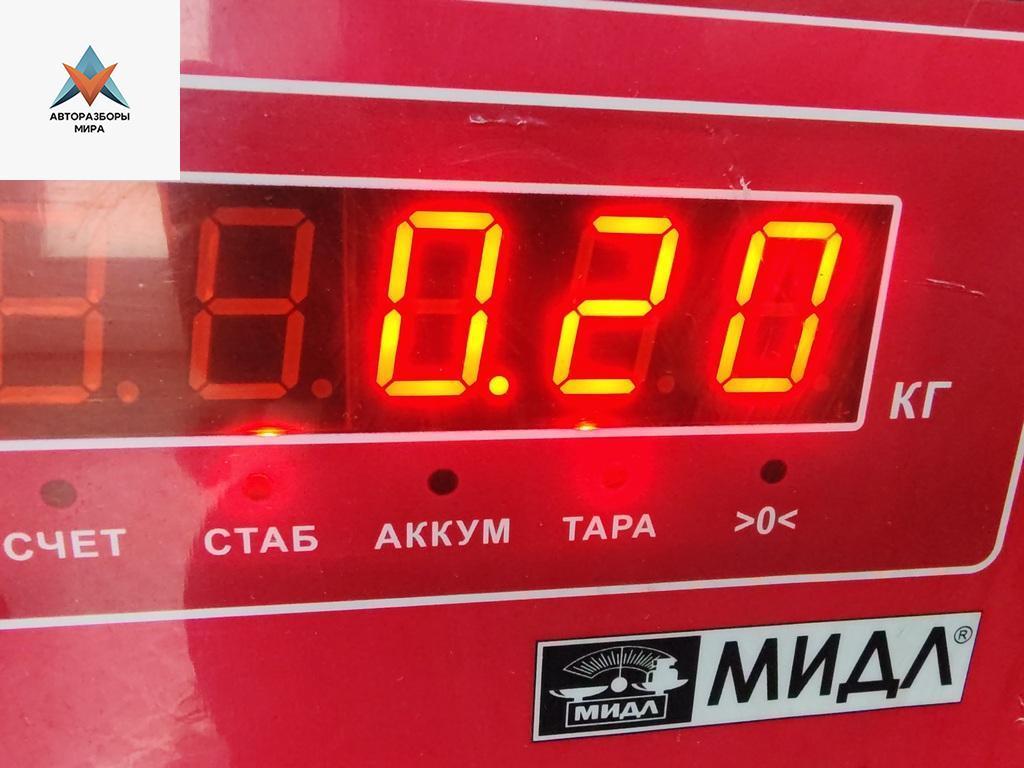 АВТОРАЗБОРЫ
МИРА
0.20
КГ
СЧЕТ СТАБ АККУМ ТАРА >0<
МИДЛ МИДЛ®